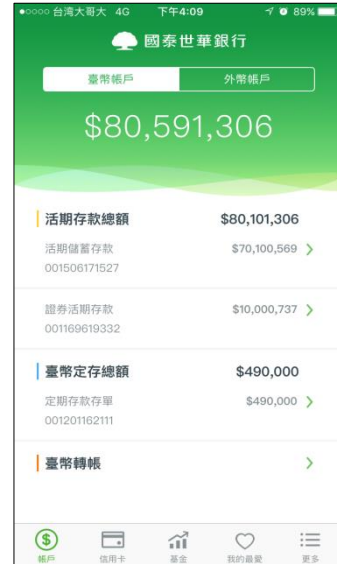 台湾大哥大 4G 下午4:09 89%
國泰世華銀行
臺幣帳戶 外幣帳戶
$80,591,306
活期存款總額 $80,101,306
活期儲蓄存款 $70,100,569
001506171527
證券活期存款 $10,000,737
001169619332
臺幣定存總額 $490,000
定期存款存單 $490,000
001201162111
臺幣轉帳
帳戶 信用卡 基金 我的最愛 更多